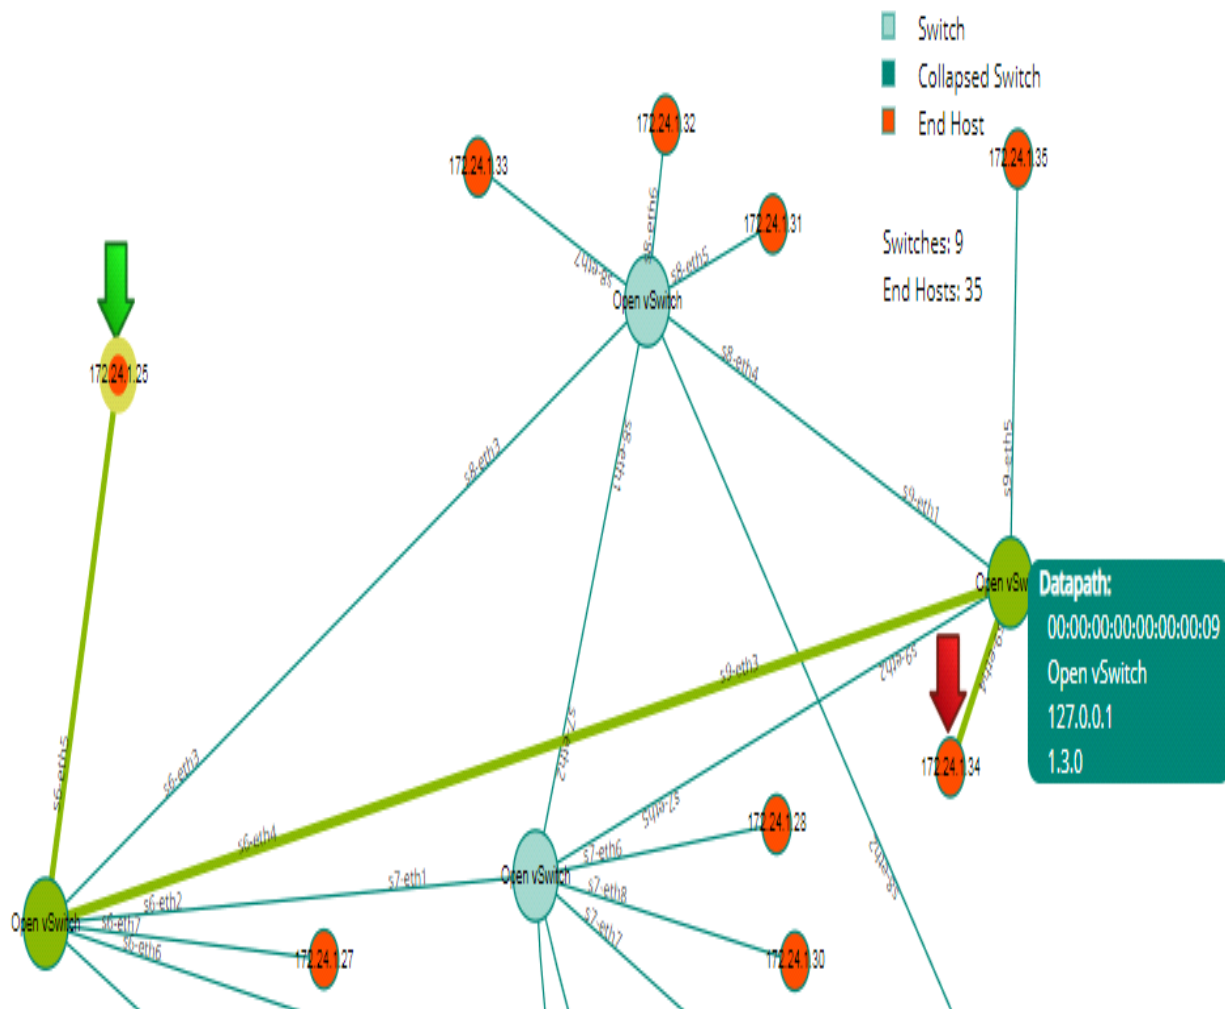 Switch
Collapsed Switch
End Host
172.24.1.32
172.24.1.33
172.24.1.35
172.24.1.31
s8-eth6
s8-eth5
s8-eth7
Switches: 9
End Hosts: 35
Open vSwitch
172.24.1.25
s8-eth4
s8-eth3
s8-eth1
s9-eth5
s9-eth1
Open vSw
Datapath:
00:00:00:00:00:00:00:09
Open vSwitch
127.0.0.1
1.3.0
s9-eth3
s9-eth2
s9-eth4
s7-eth2
s6-eth5
s6-eth3
172.24.1.34
s7-eth5
s6-eth4
172.24.1.28
s7-eth6
s8-eth2
Open vSwitch
s7-eth1
s7-eth8
s6-eth2
Open vSwitch
s6-eth7
s7-eth7
s6-eth6
172.24.1.27
172.24.1.30